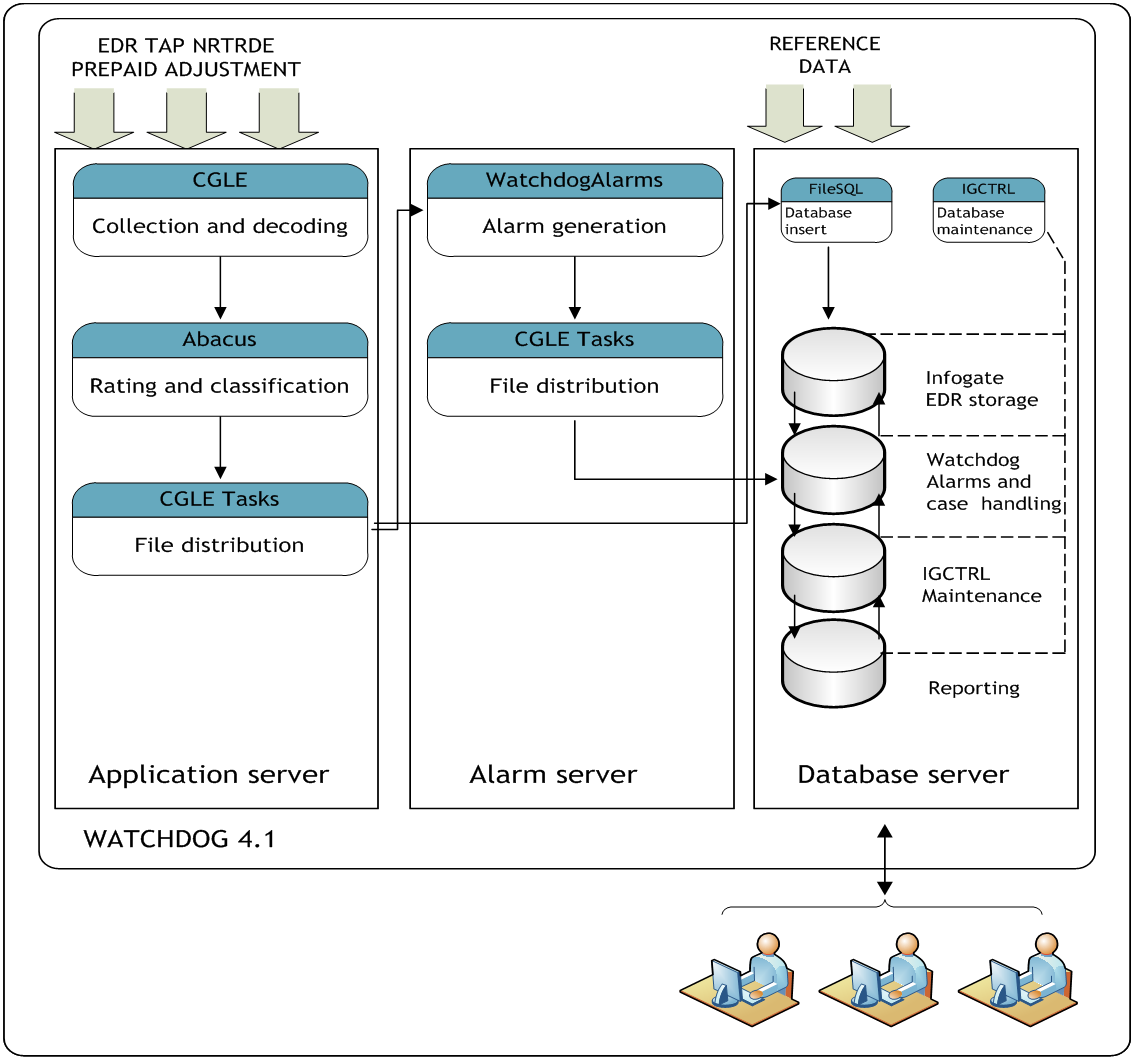 EDR TAP NRTRDE
PREPAID ADJUSTMENT
REFERENCE
DATA
CGLE
Collection and decoding
Abacus
Rating and classification
CGLE Tasks
File distribution
Application server
WatchdogAlarms
Alarm generation
CGLE Tasks
File distribution
Alarm server
FileSQL
Database
insert
IGCTRL
Database
maintenance
Infogate
EDR storage
Watchdog
Alarms and
case handling
IGCTRL
Maintenance
Reporting
Database server
WATCHDOG 4.1